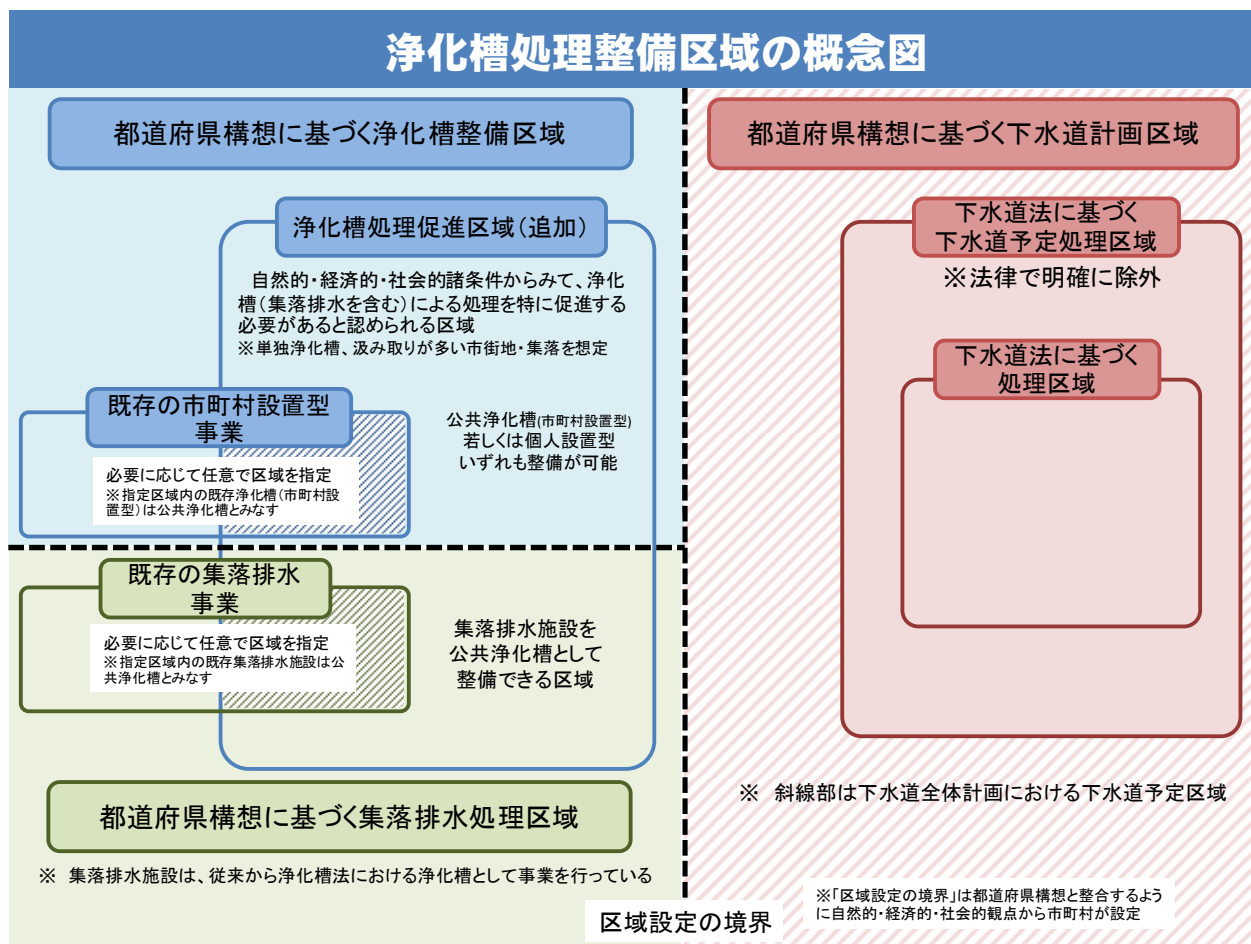 浄化槽処理整備区域の概念図
都道府県構想に基づく浄化槽整備区域
浄化槽処理促進区域（追加）
自然的・経済的・社会的諸条件からみて、浄化
槽（集落排水を含む）による処理を特に促進する
必要があると認められる区域
※単独浄化槽、汲み取りが多い市街地・集落を想定
既存の市町村設置型
事業
必要に応じて任意で区域を指定
※指定区域内の既存浄化槽（市町村設
置型）は公共浄化槽とみなす
公共浄化槽(市町村設置型)
若しくは個人設置型
いずれも整備が可能
既存の集落排水
事業
必要に応じて任意で区域を指定
※指定区域内の既存集落排水施設は公
共浄化槽とみなす
集落排水施設を
公共浄化槽として
整備できる区域
都道府県構想に基づく集落排水処理区域
※　集落排水施設は、従来から浄化槽法における浄化槽として事業を行っている
都道府県構想に基づく下水道計画区域
下水道法に基づく
下水道予定処理区域
※法律で明確に除外
下水道法に基づく
処理区域
※　斜線部は下水道全体計画における下水道予定区域
※「区域設定の境界」は都道府県構想と整合するよう
に自然的・経済的・社会的観点から市町村が設定
区域設定の境界